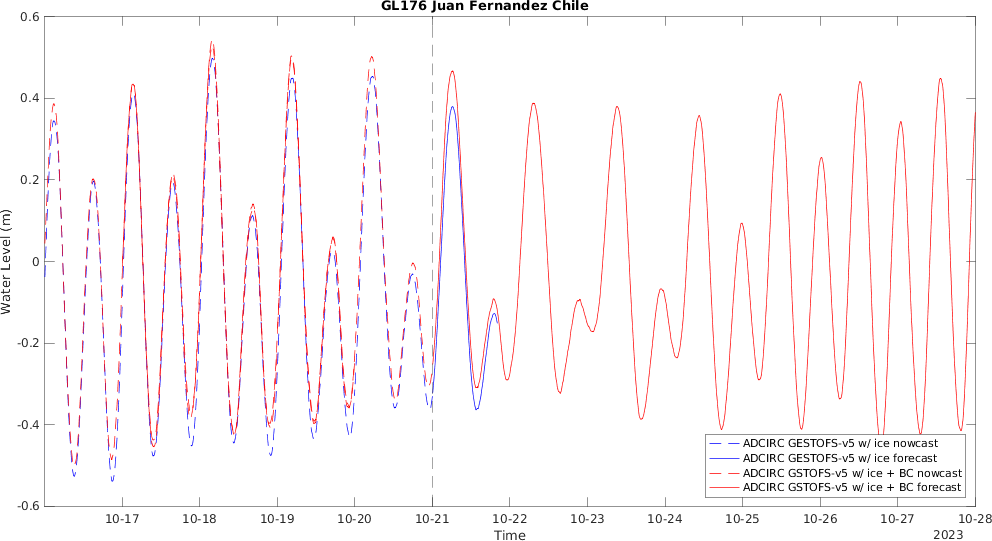 GL176 Juan Fernandez Chile
0.6
0.4
0.2
0
-0.2
-0.4
-0.6
Water Level (m)
ADCIRC GESTOFS-v5 w/ ice nowcast
ADCIRC GESTOFS-v5 w/ ice forecast
ADCIRC GSTOFS-v5 w/ ice + BC nowcast
ADCIRC GSTOFS-v5 w/ ice + BC forecast
10-17 10-18 10-19 10-20 10-21 10-22 10-23 10-24 10-25 10-26 10-27 10-28
Time
2023